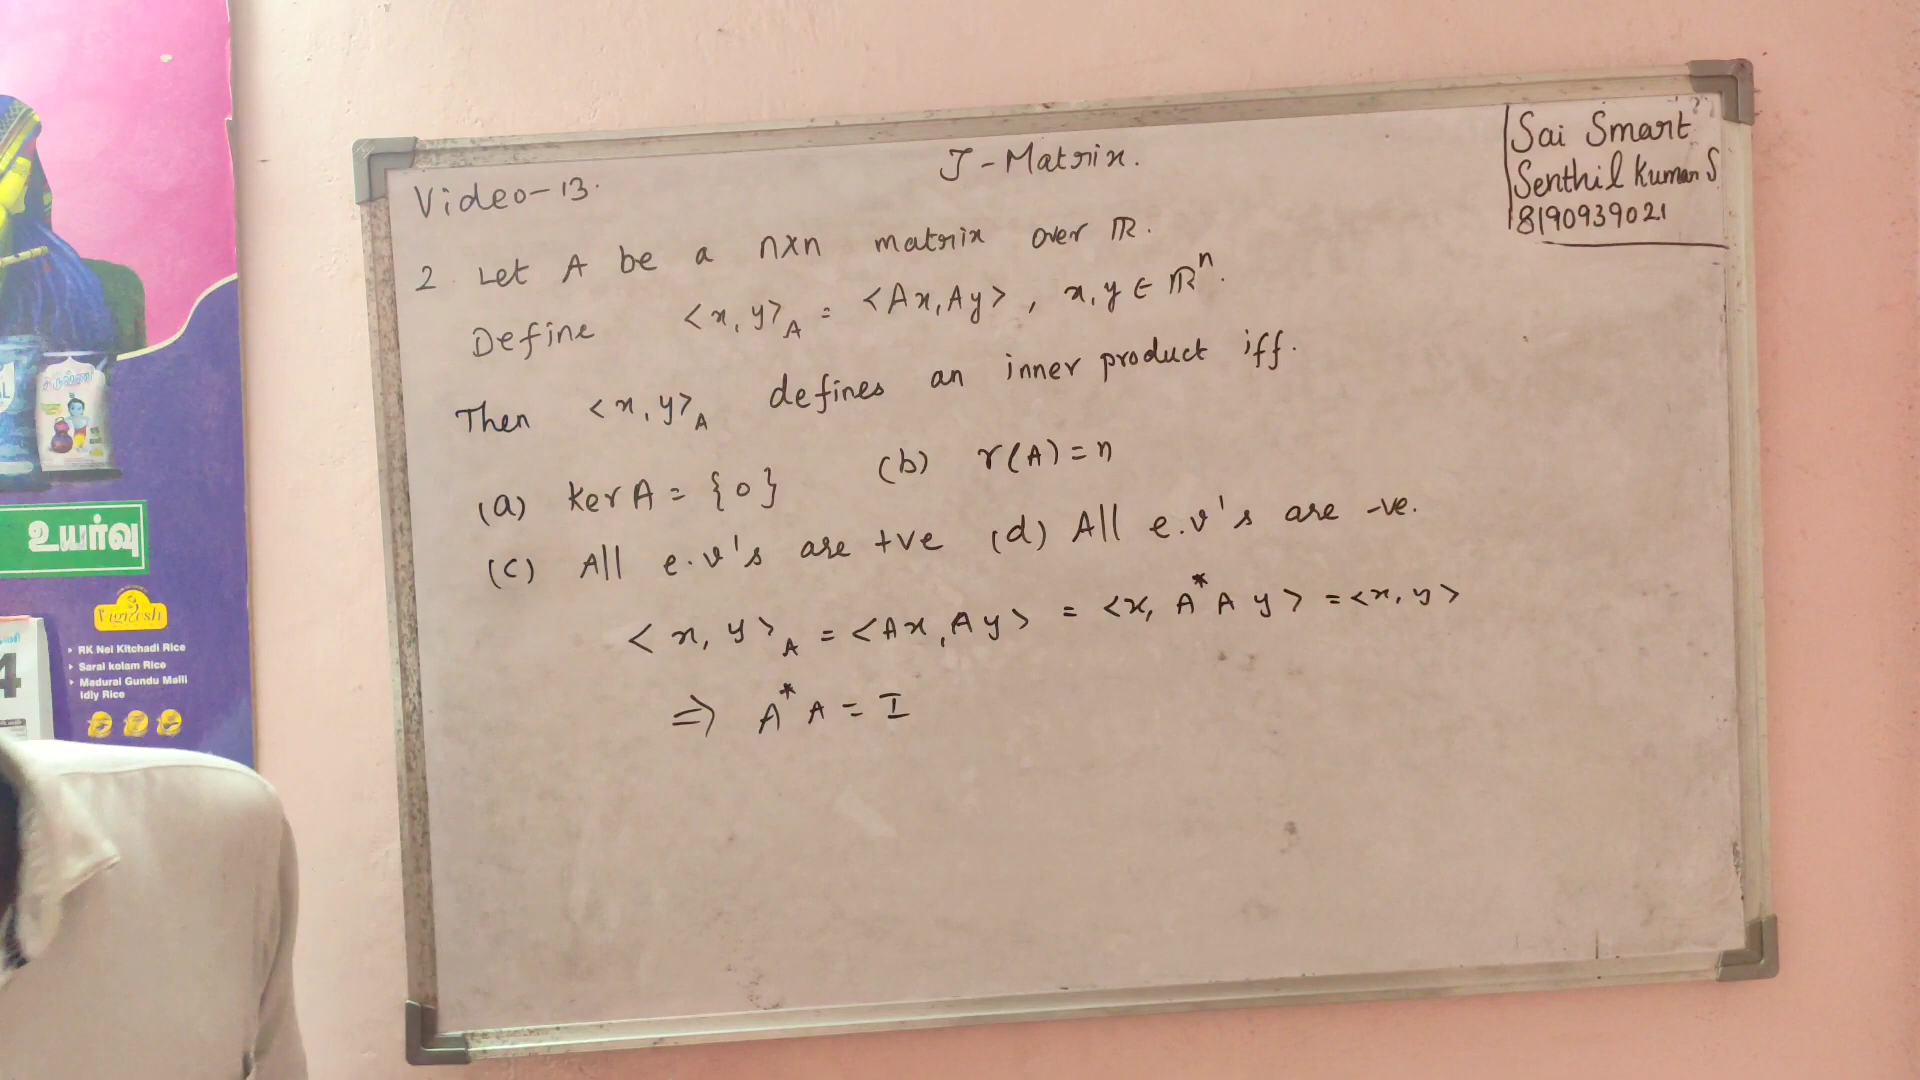 J-Matrix.
Video-13.
Sai Smart
Senthil Kumar S
8190939021
2. Let A be a n×n matrix over ℝ.
Define <x, y>_A = <Ax, Ay>, x, y ∈ ℝ^n.
Then <x, y>_A defines an inner product iff.
(a) ker A = {0} (b) r(A) = n
(c) All e.v's are +ve (d) All e.v's are -ve.
<x, y>_A = <Ax, Ay> = <x, A*A y> = <x, y>
⇒ A*A = I
உயர்வு
Vignesh
RK Nei Kitchadi Rice
Saral kolam Rice
Madurai Gundu Malli
Idly Rice
4